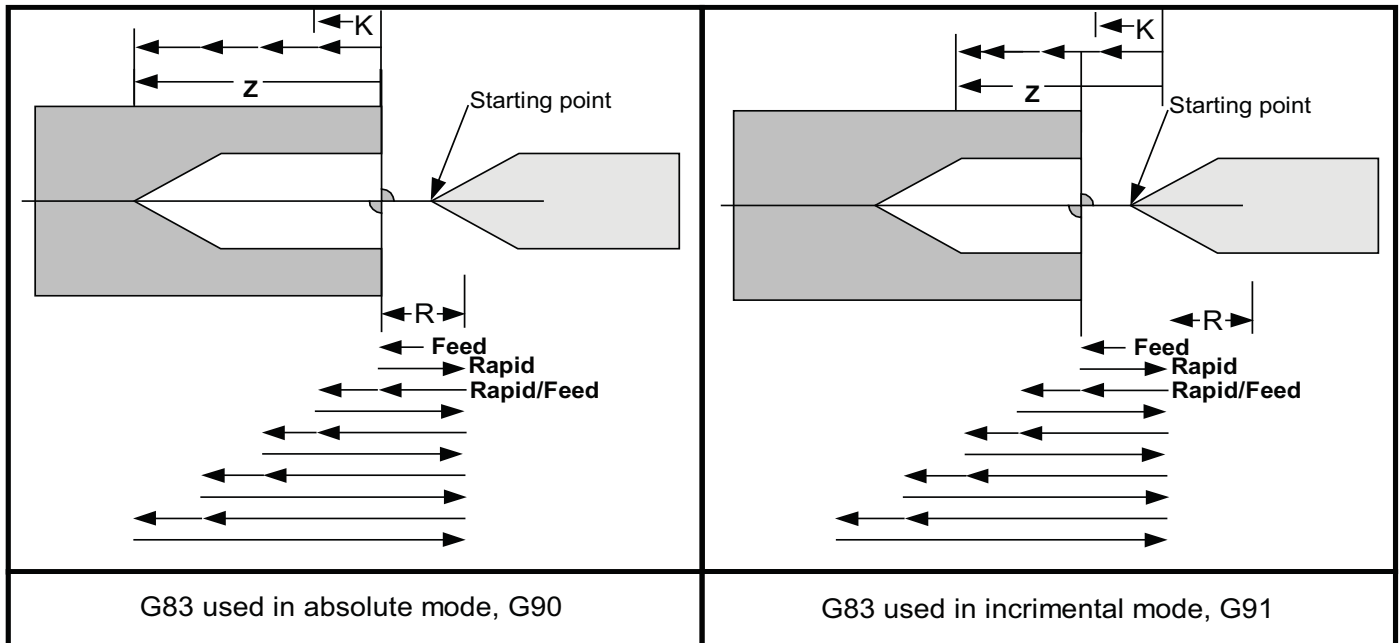 K
Z
Starting point
R
Feed
Rapid
Rapid/Feed
G83 used in absolute mode, G90
K
Z
Starting point
R
Feed
Rapid
Rapid/Feed
G83 used in incrimental mode, G91